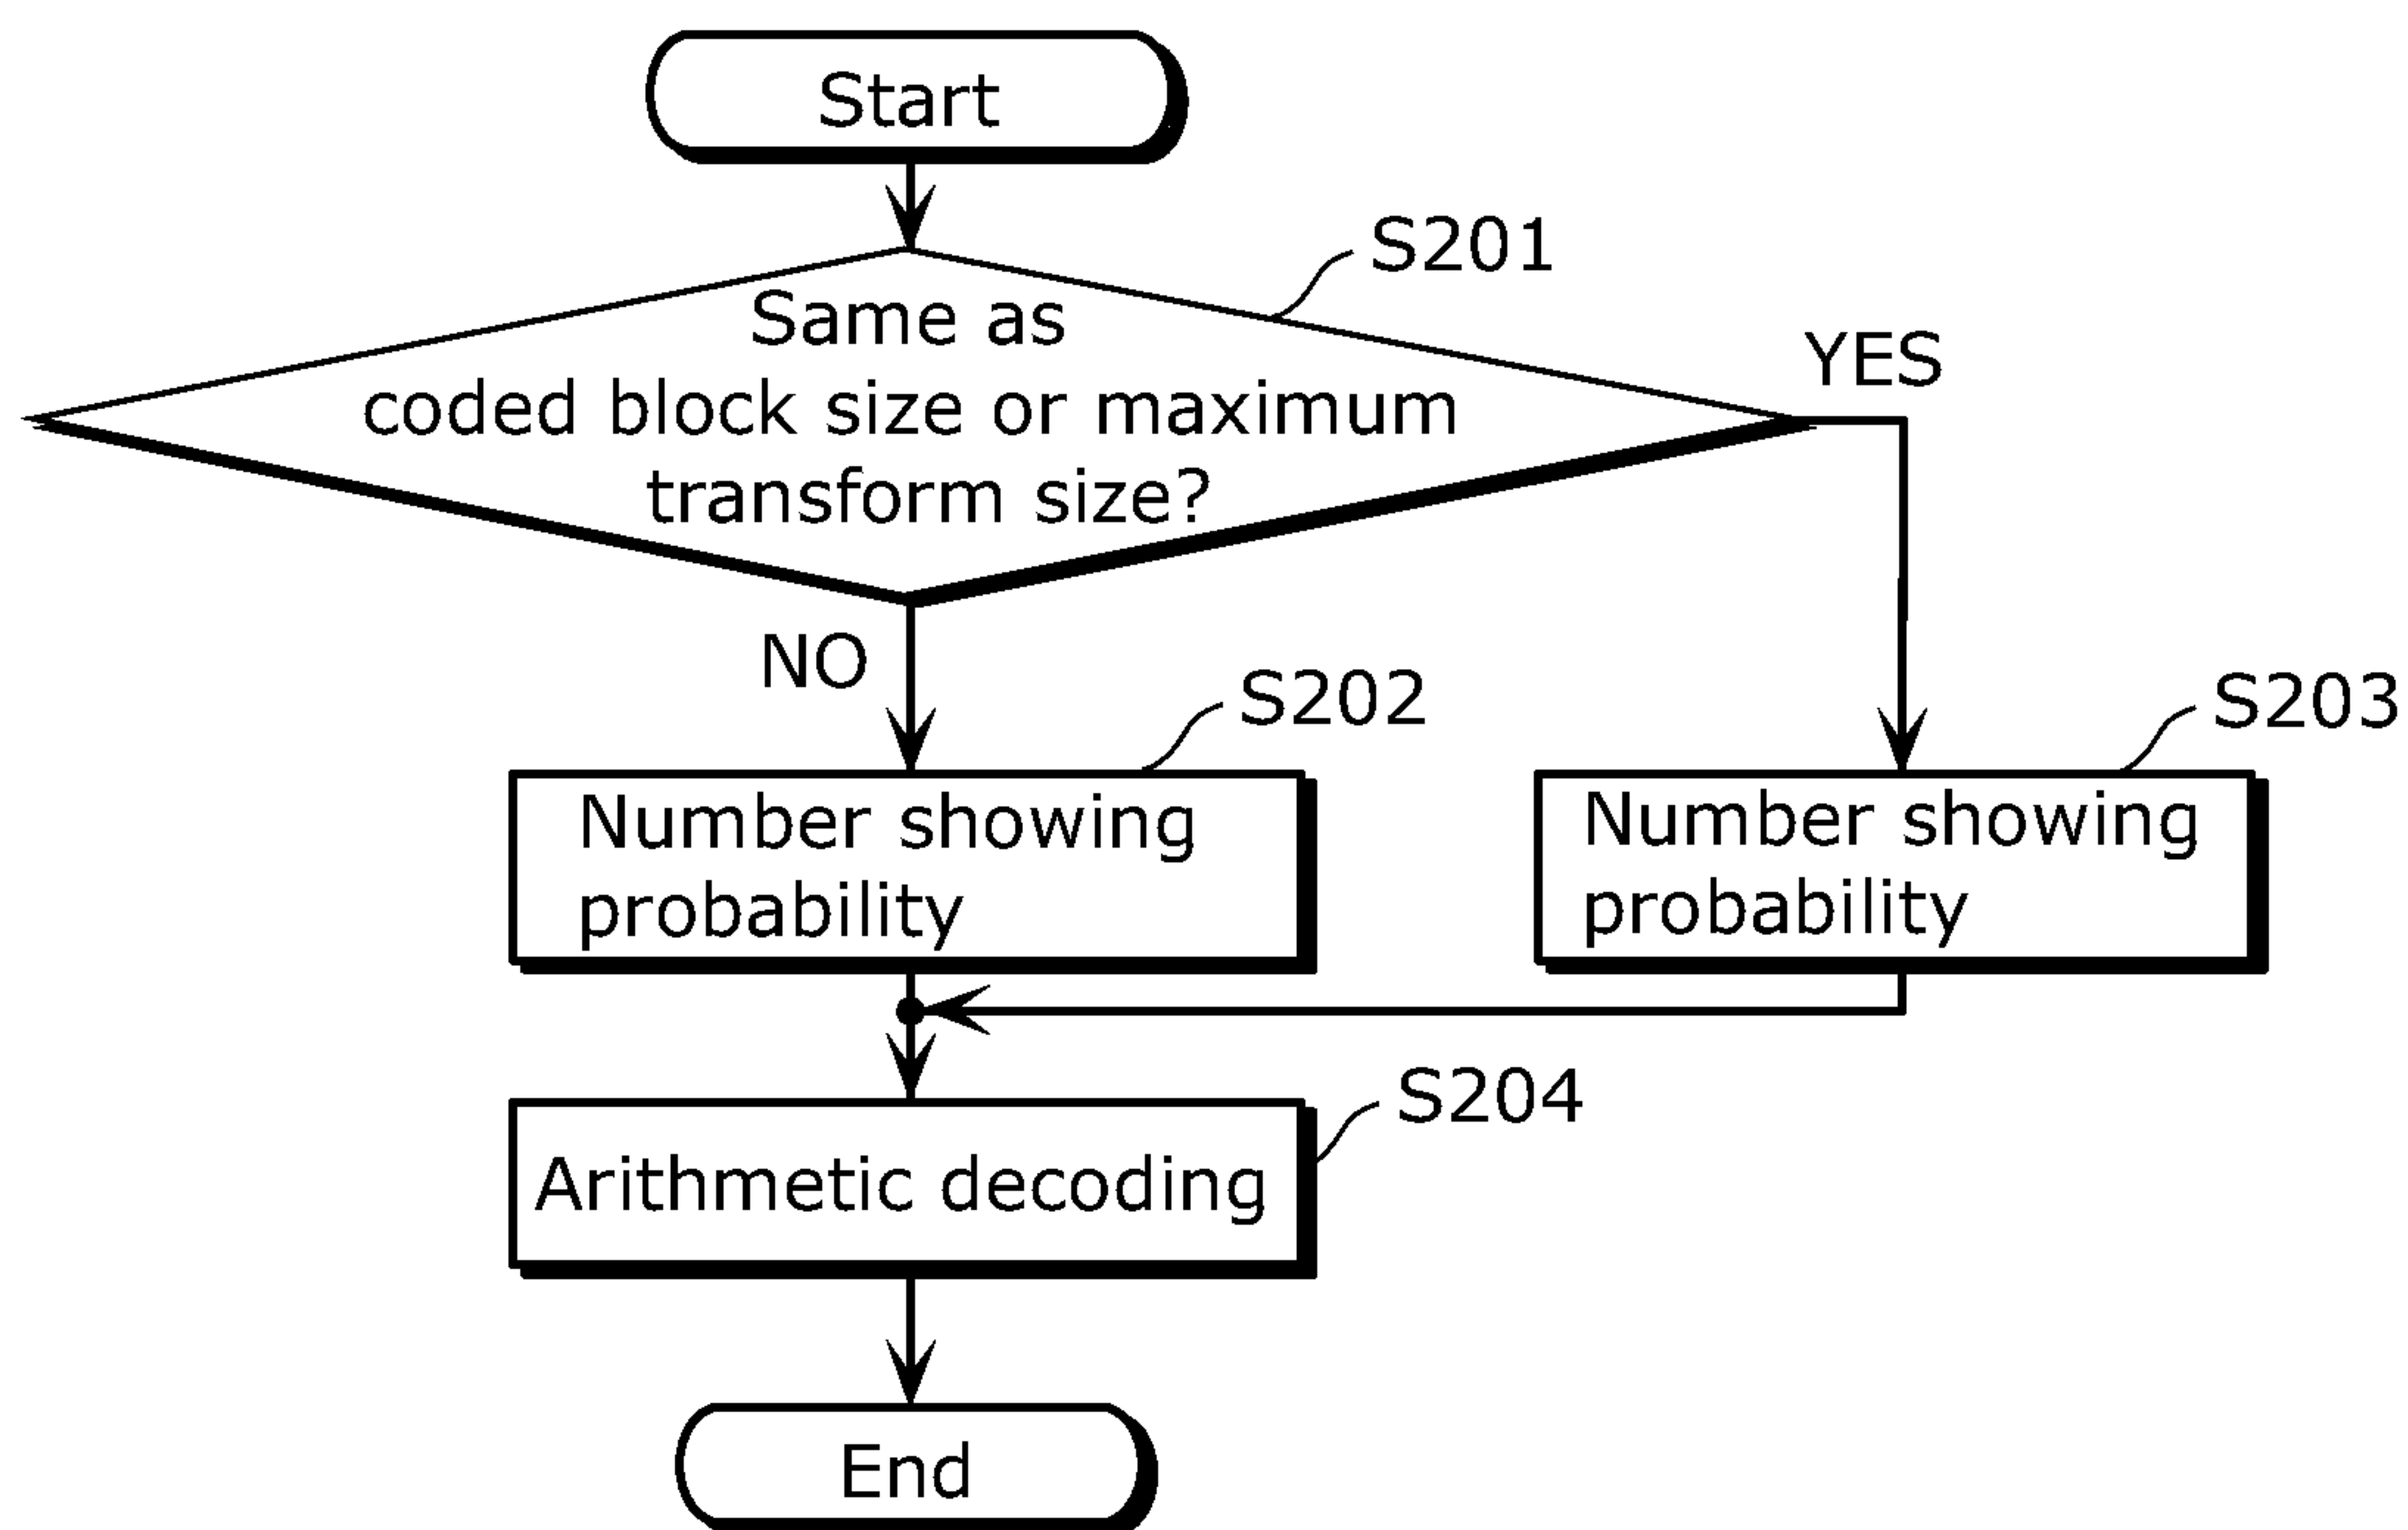 Start
S201
Same as
coded block size or maximum
transform size?
YES
NO
S202
S203
Number showing
probability
Number showing
probability
S204
Arithmetic decoding
End